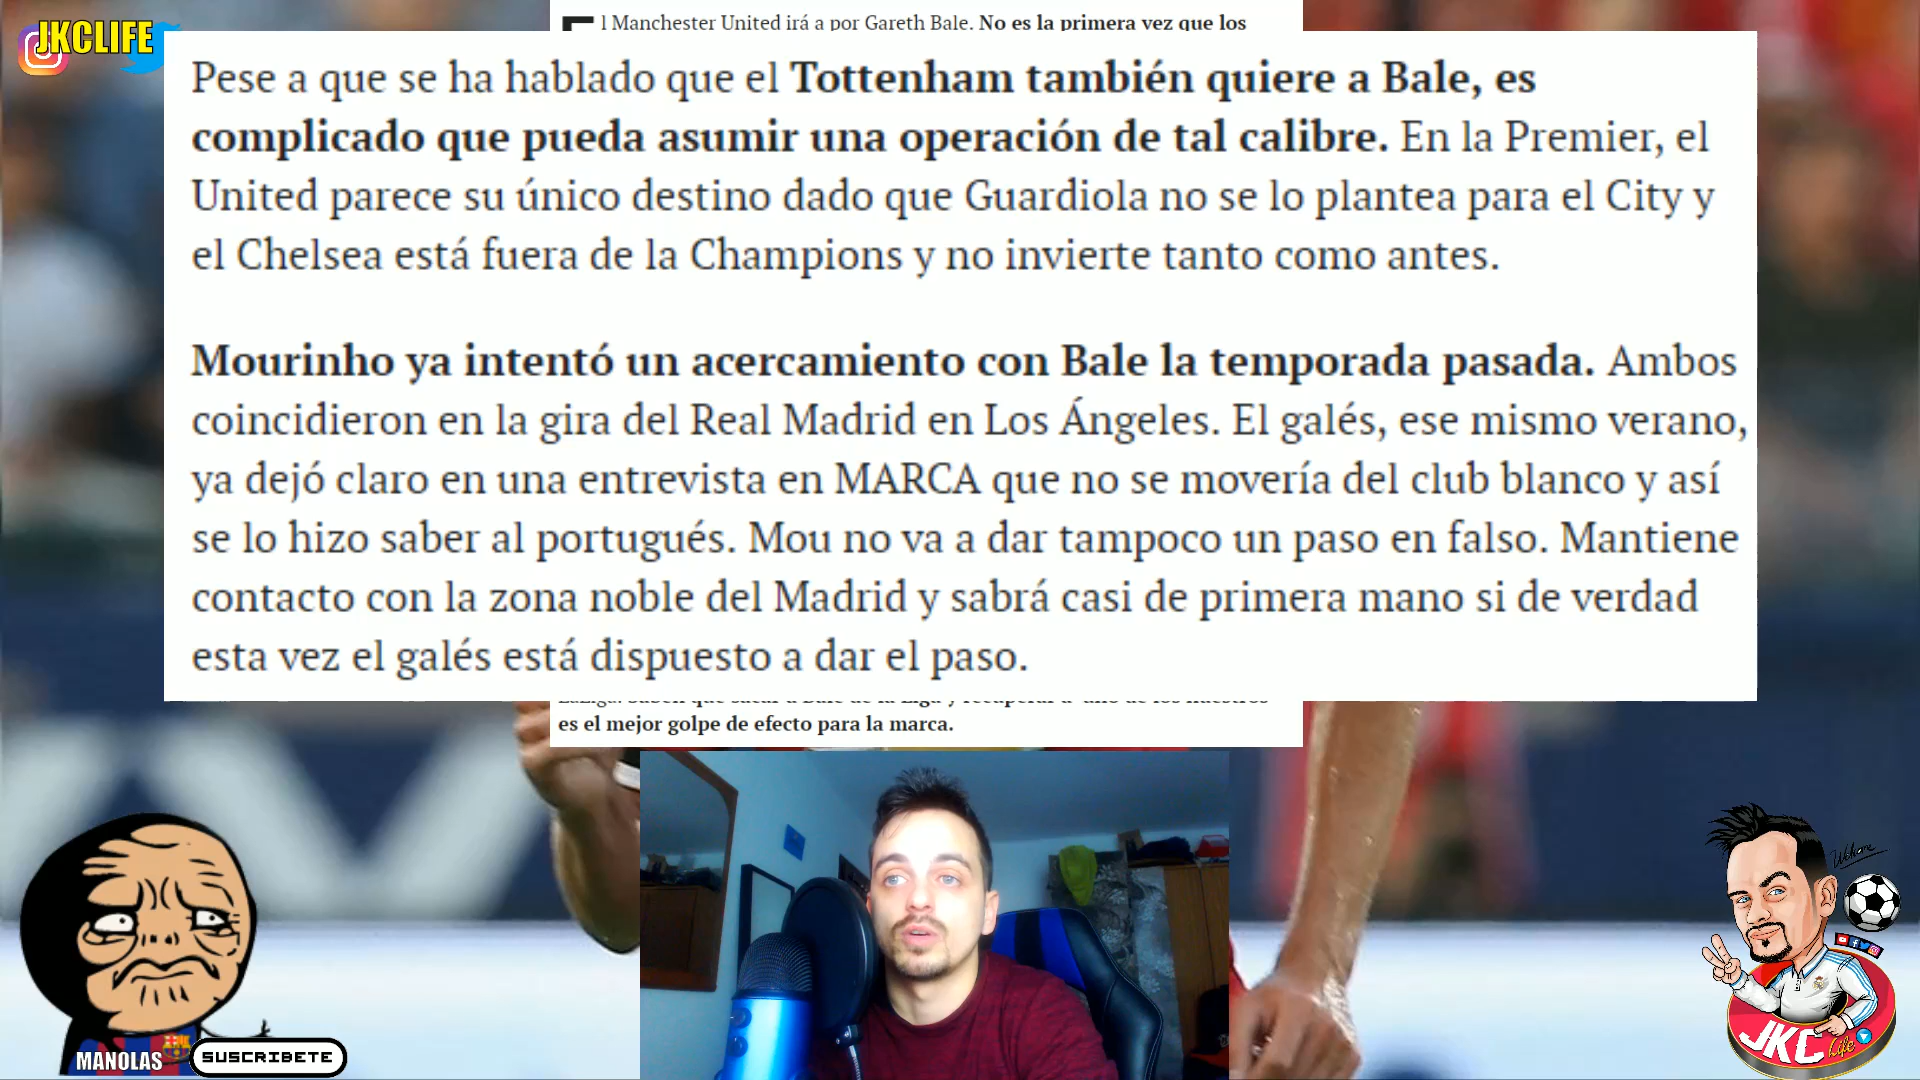 JKCLIFE
l Manchester United irá a por Gareth Bale. No es la primera vez que los
Pese a que se ha hablado que el Tottenham también quiere a Bale, es
complicado que pueda asumir una operación de tal calibre. En la Premier, el
United parece su único destino dado que Guardiola no se lo plantea para el City y
el Chelsea está fuera de la Champions y no invierte tanto como antes.
Mourinho ya intentó un acercamiento con Bale la temporada pasada. Ambos
coincidieron en la gira del Real Madrid en Los Ángeles. El galés, ese mismo verano,
ya dejó claro en una entrevista en MARCA que no se movería del club blanco y así
se lo hizo saber al portugués. Mou no va a dar tampoco un paso en falso. Mantiene
contacto con la zona noble del Madrid y sabrá casi de primera mano si de verdad
esta vez el galés está dispuesto a dar el paso.
es el mejor golpe de efecto para la marca.
MANOLAS
SUSCRIBETE
Welcome
JKC Life